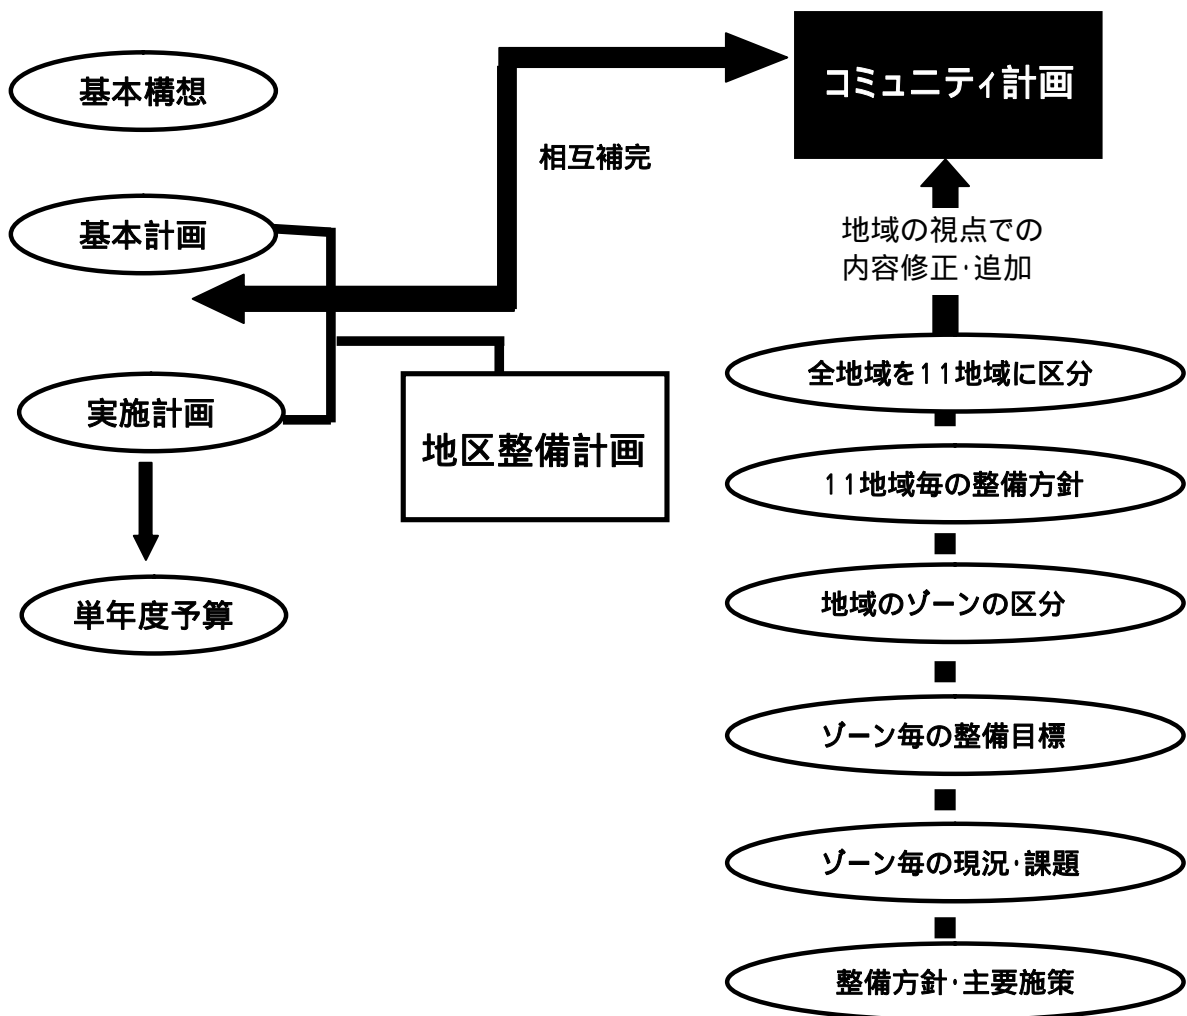 基本構想
基本計画
実施計画
単年度予算
相互補完
地区整備計画
コミュニティ計画
地域の視点での
内容修正･追加
全地域を11地域に区分
11地域毎の整備方針
地域のゾーンの区分
ゾーン毎の整備目標
ゾーン毎の現況･課題
整備方針･主要施策